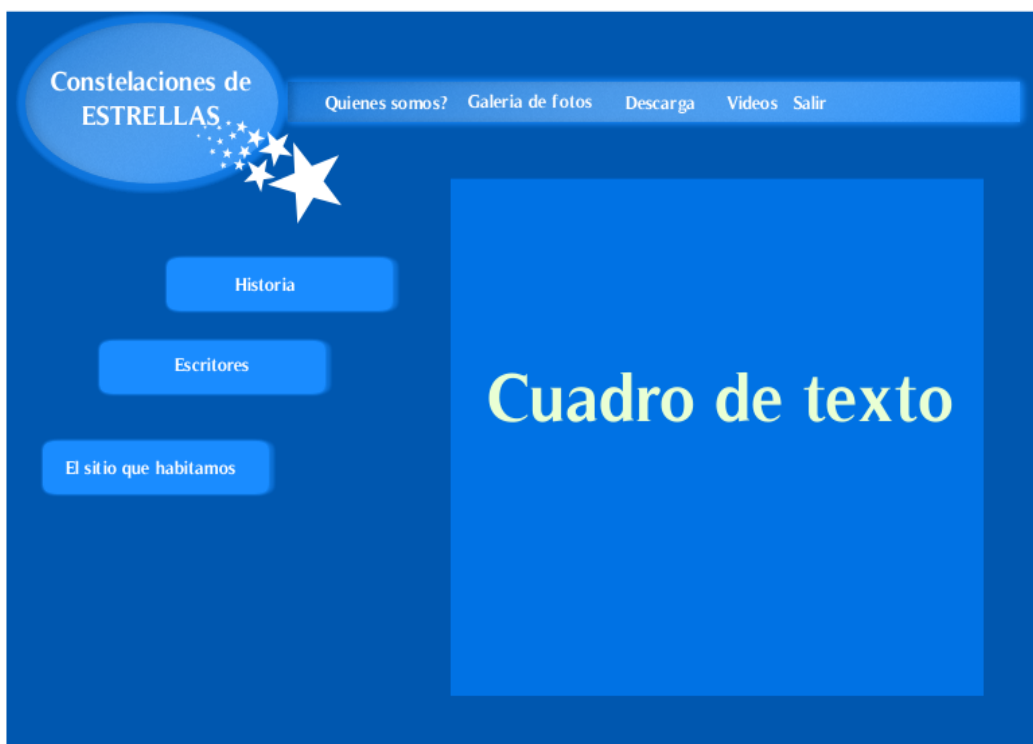 Constelaciones de
ESTRELLAS
Quienes somos? Galeria de fotos Descarga Videos Salir
Historia
Escritores
El sitio que habitamos
Cuadro de texto